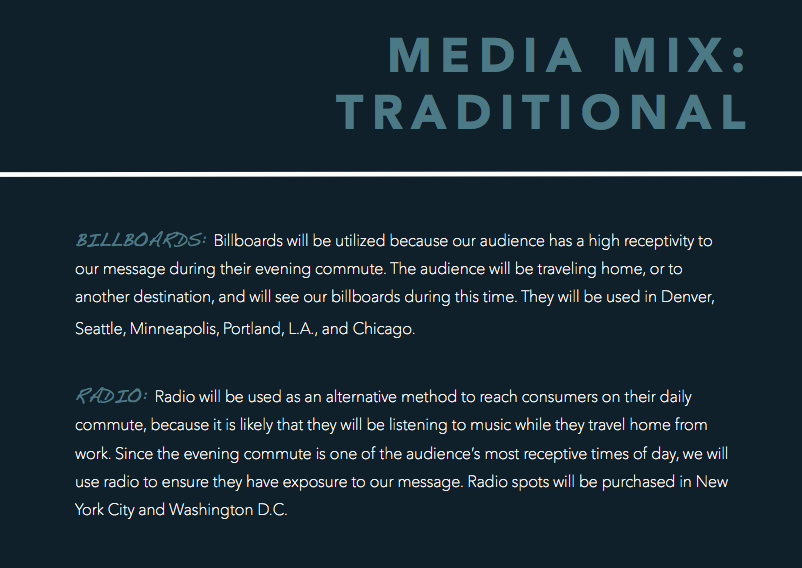 MEDIA MIX:
TRADITIONAL
BILLBOARDS: Billboards will be utilized because our audience has a high receptivity to
our message during their evening commute. The audience will be traveling home, or to
another destination, and will see our billboards during this time. They will be used in Denver,
Seattle, Minneapolis, Portland, L.A., and Chicago.
RADIO: Radio will be used as an alternative method to reach consumers on their daily
commute, because it is likely that they will be listening to music while they travel home from
work. Since the evening commute is one of the audience's most receptive times of day, we will
use radio to ensure they have exposure to our message. Radio spots will be purchased in New
York City and Washington D.C.